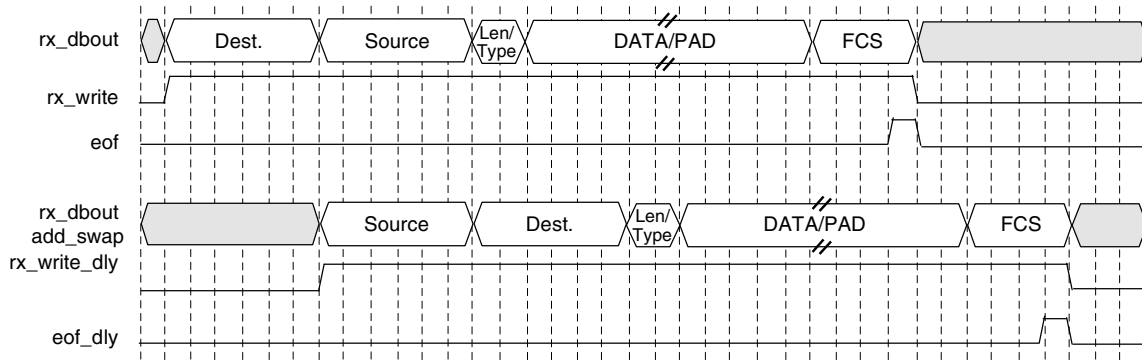 rx_dbout
Dest.
Source
Len/
Type
DATA/PAD
FCS
rx_write
eof
rx_dbout
add_swap
Source
Dest.
Len/
Type
DATA/PAD
FCS
rx_write_dly
eof_dly